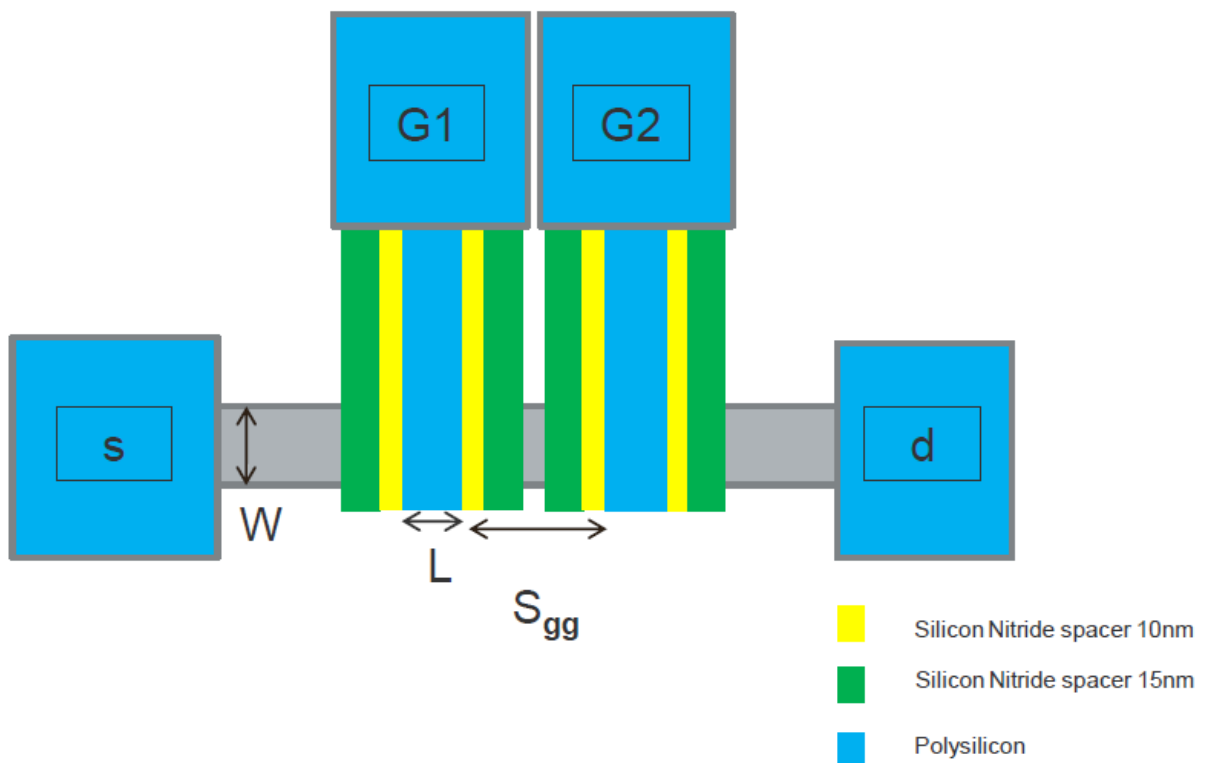 G1
G2
s
d
W
L
Sgg
Silicon Nitride spacer 10nm
Silicon Nitride spacer 15nm
Polysilicon